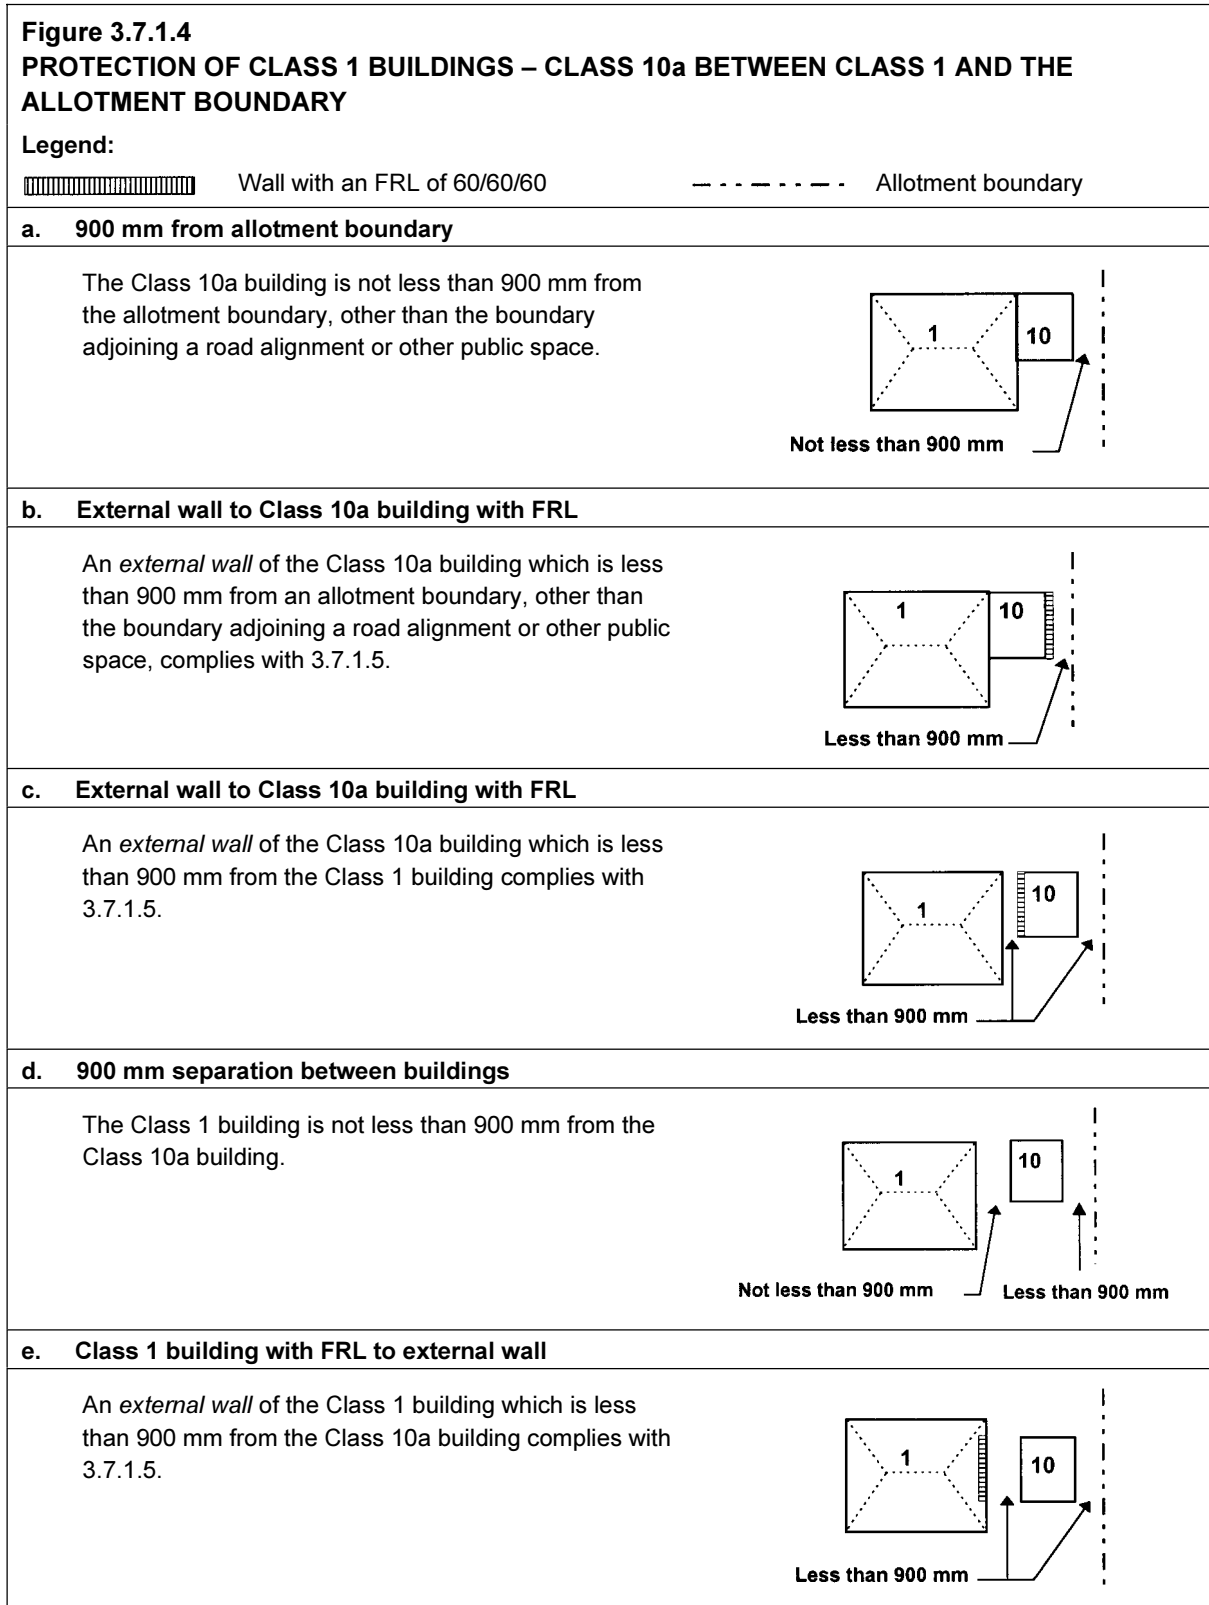 Figure 3.7.1.4
PROTECTION OF CLASS 1 BUILDINGS – CLASS 10a BETWEEN CLASS 1 AND THE
ALLOTMENT BOUNDARY
Legend:
Wall with an FRL of 60/60/60
Allotment boundary
a. 900 mm from allotment boundary
The Class 10a building is not less than 900 mm from
the allotment boundary, other than the boundary
adjoining a road alignment or other public space.
1
10
Not less than 900 mm
b. External wall to Class 10a building with FRL
An external wall of the Class 10a building which is less
than 900 mm from an allotment boundary, other than
the boundary adjoining a road alignment or other public
space, complies with 3.7.1.5.
1
10
Less than 900 mm
c. External wall to Class 10a building with FRL
An external wall of the Class 10a building which is less
than 900 mm from the Class 1 building complies with
3.7.1.5.
1
10
Less than 900 mm
d. 900 mm separation between buildings
The Class 1 building is not less than 900 mm from the
Class 10a building.
1
10
Not less than 900 mm
Less than 900 mm
e. Class 1 building with FRL to external wall
An external wall of the Class 1 building which is less
than 900 mm from the Class 10a building complies with
3.7.1.5.
1
10
Less than 900 mm